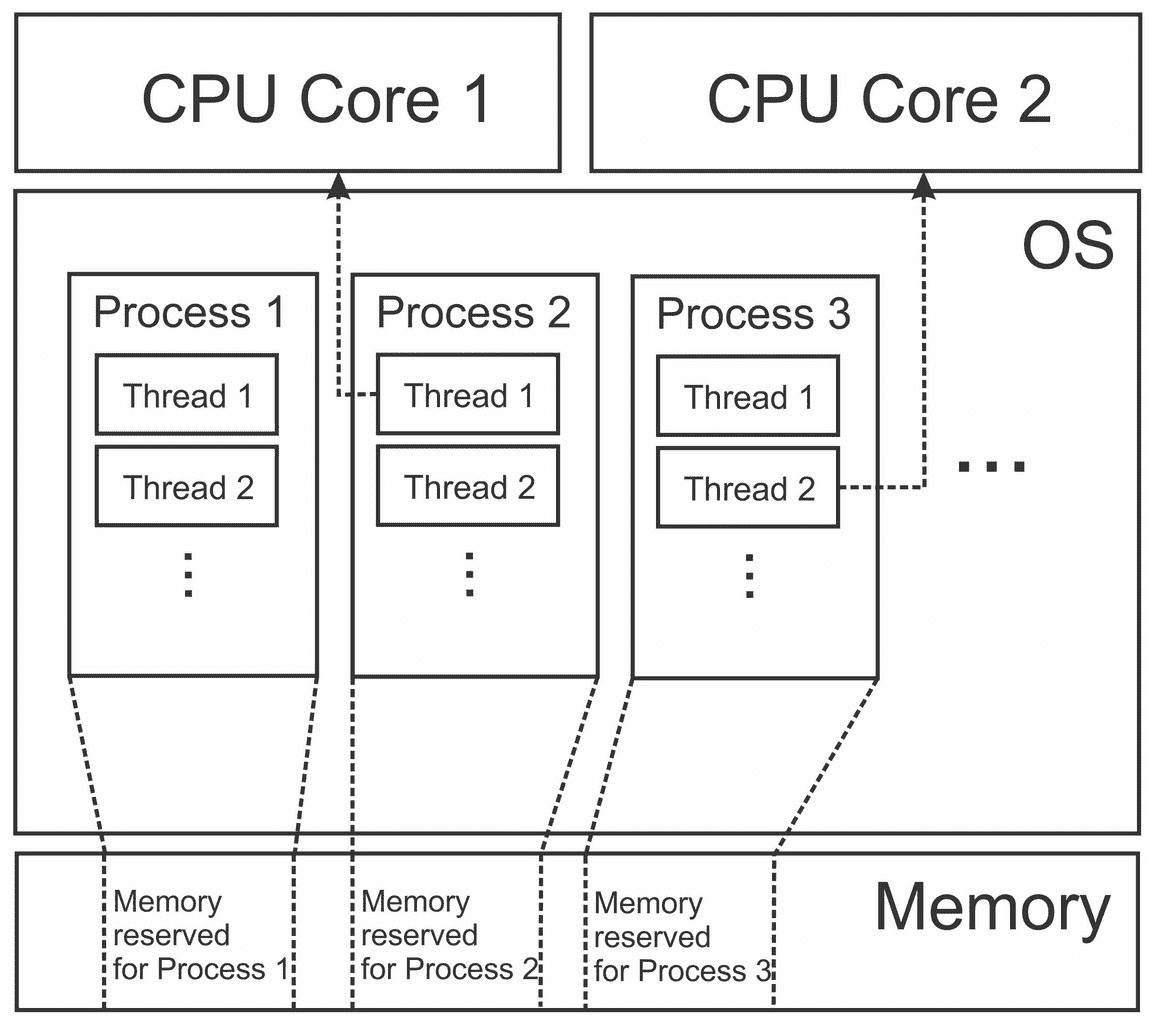 CPU Core 1
CPU Core 2
OS
Process 1
Thread 1
Thread 2
Process 2
Thread 1
Thread 2
Process 3
Thread 1
Thread 2
Memory
reserved
for Process 1
Memory
reserved
for Process 2
Memory
reserved
for Process 3
Memory